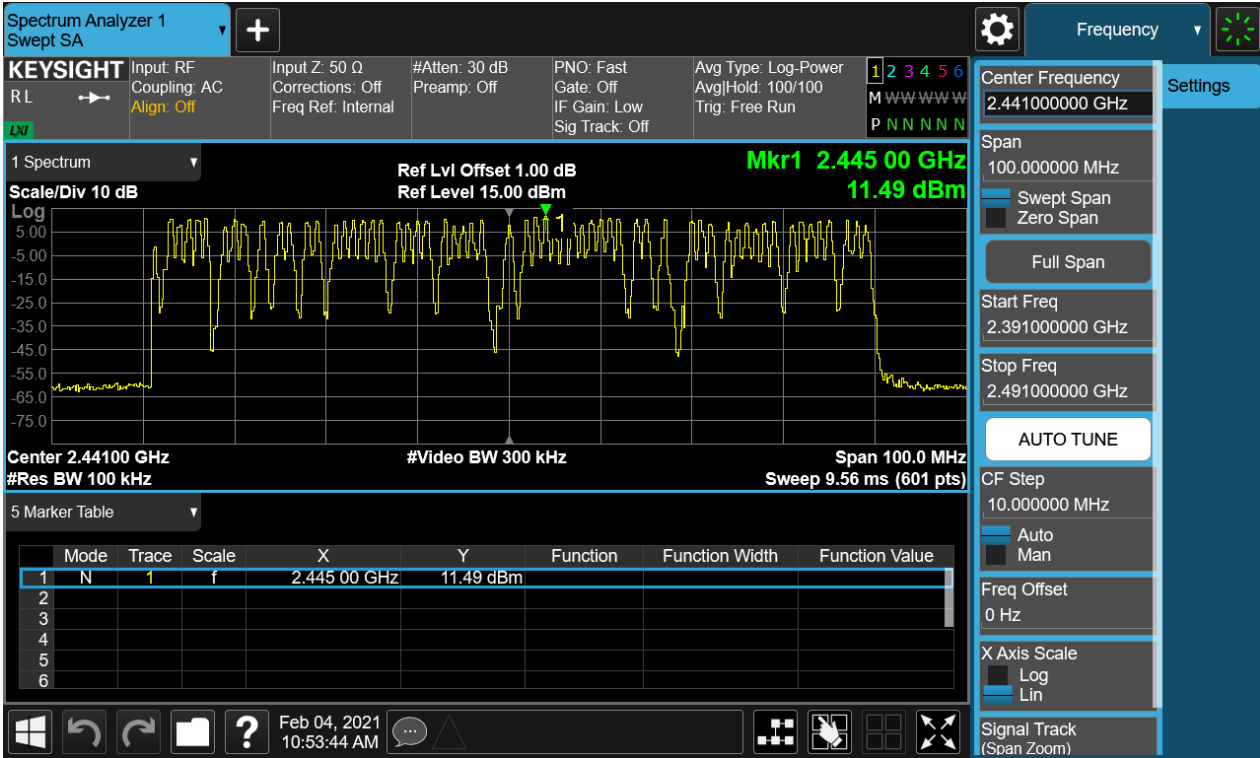 Spectrum Analyzer 1
Swept SA
Frequency
KEYSIGHT
R L
LXI
Input: RF
Coupling: AC
Align: Off
Input Z: 50 Ω
Corrections: Off
Freq Ref: Internal
#Atten: 30 dB
Preamp: Off
PNO: Fast
Gate: Off
IF Gain: Low
Sig Track: Off
Avg Type: Log-Power
Avg|Hold: 100/100
Trig: Free Run
1 2 3 4 5 6
M W W W W W
P N N N N N
1 Spectrum
Scale/Div 10 dB
Ref Lvl Offset 1.00 dB
Ref Level 15.00 dBm
Mkr1 2.445 00 GHz
11.49 dBm
Log
5.00
-5.00
-15.0
-25.0
-35.0
-45.0
-55.0
-65.0
-75.0
1
Center 2.44100 GHz
#Video BW 300 kHz
Span 100.0 MHz
#Res BW 100 kHz
Sweep 9.56 ms (601 pts)
5 Marker Table
Mode Trace Scale X Y Function Function Width Function Value
1 N 1 f 2.445 00 GHz 11.49 dBm
2
3
4
5
6
Feb 04, 2021
10:53:44 AM
Center Frequency
2.441000000 GHz
Settings
Span
100.000000 MHz
Swept Span
Zero Span
Full Span
Start Freq
2.391000000 GHz
Stop Freq
2.491000000 GHz
AUTO TUNE
CF Step
10.000000 MHz
Auto
Man
Freq Offset
0 Hz
X Axis Scale
Log
Lin
Signal Track
(Span Zoom)